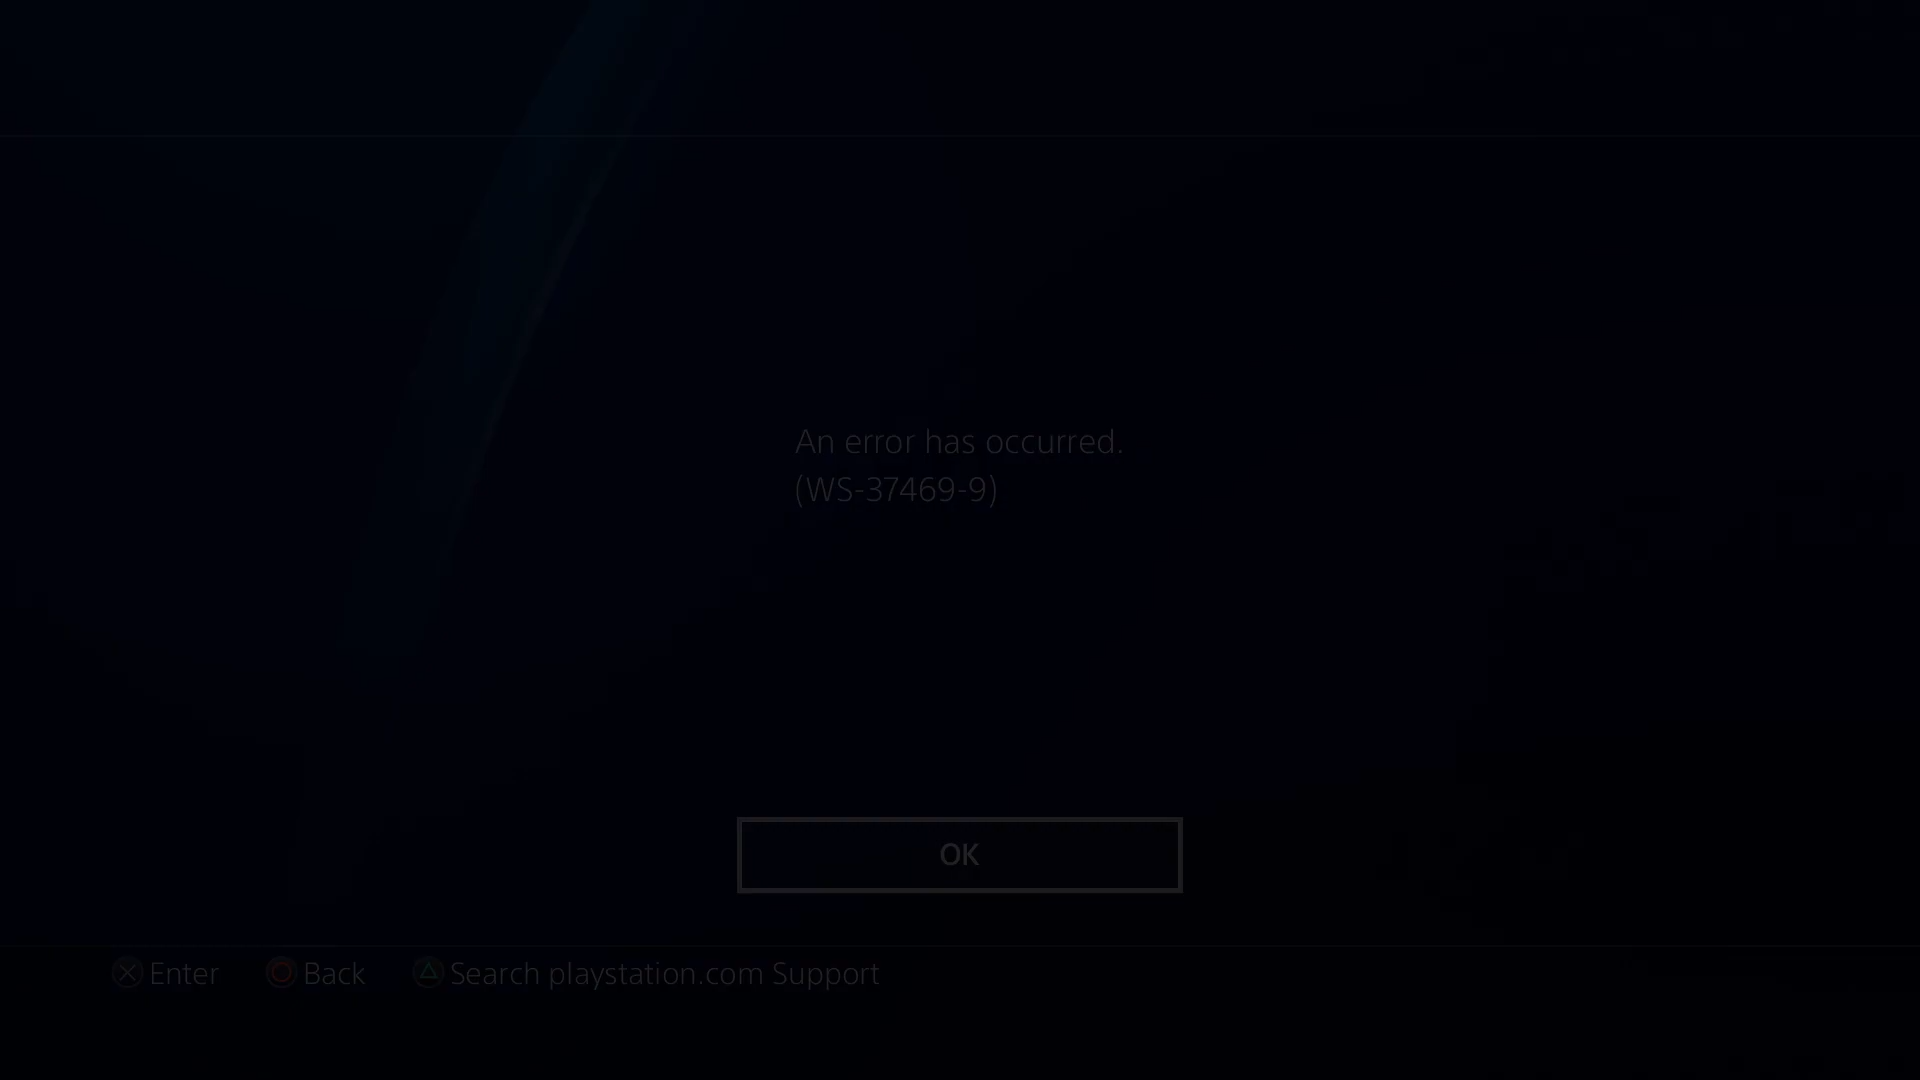 An error has occurred.
(WS-37469-9)
OK
Enter Back Search playstation.com Support